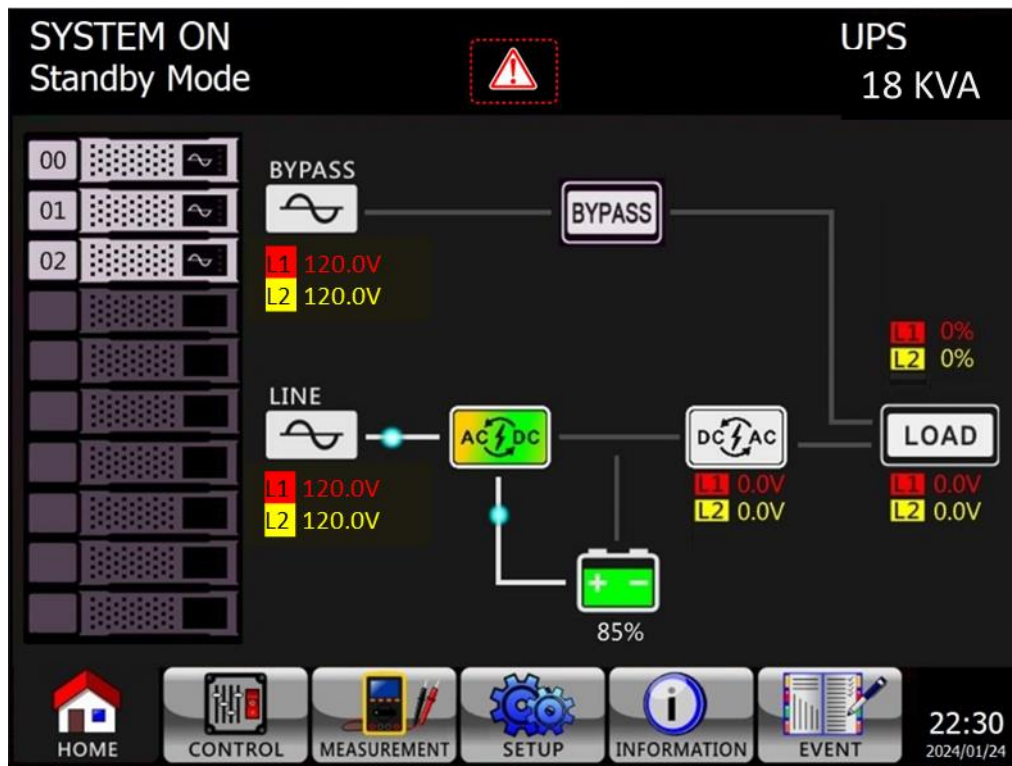 SYSTEM ON
Standby Mode
UPS
18 KVA
00
01
02
BYPASS
BYPASS
L1 120.0V
L2 120.0V
L1 0%
L2 0%
LINE
AC DC
DC AC
LOAD
L1 120.0V
L2 120.0V
L1 0.0V
L2 0.0V
L1 0.0V
L2 0.0V
+ -
85%
HOME
CONTROL
MEASUREMENT
SETUP
INFORMATION
EVENT
22:30
2024/01/24